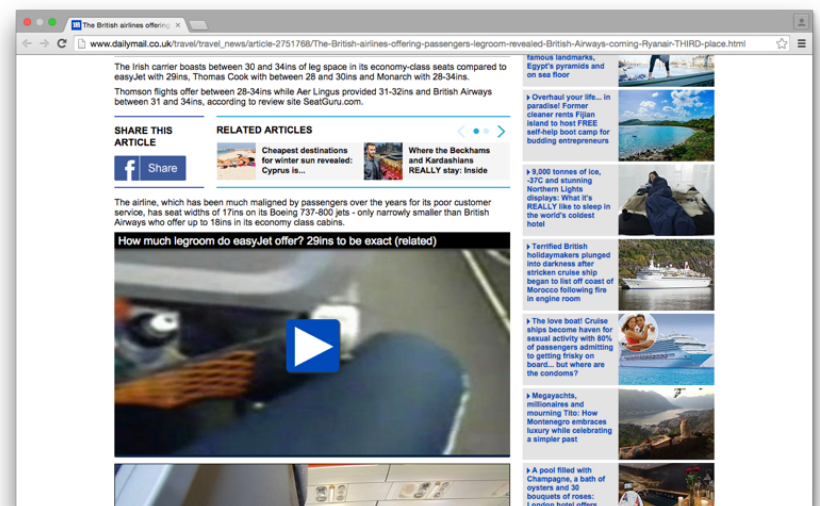 The British airlines offering
www.dailymail.co.uk/travel/travel_news/article-2751768/The-British-airlines-offering-passengers-legroom-revealed-British-Airways-coming-Ryanair-THIRD-place.html
The Irish carrier boasts between 30 and 34ins of leg space in its economy-class seats compared to
easyJet with 29ins, Thomas Cook with between 28 and 30ins and Monarch with 28-34ins.
Thomson flights offer between 28-34ins while Aer Lingus provided 31-32ins and British Airways
between 31 and 34ins, according to review site SeatGuru.com.
SHARE THIS
ARTICLE
f Share
RELATED ARTICLES
Cheapest destinations
for winter sun revealed:
Cyprus is...
Where the Beckhams
and Kardashians
REALLY stay: Inside
The airline, which has been much maligned by passengers over the years for its poor customer
service, has seat widths of 17ins on its Boeing 737-800 jets - only narrowly smaller than British
Airways who offer up to 18ins in its economy class cabins.
How much legroom do easyJet offer? 29ins to be exact (related)
famous landmarks,
Egypt's pyramids and
on sea floor
Overhaul your life... in
paradise! Former
cleaner rents Fijian
island to host FREE
self-help boot camp for
budding entrepreneurs
9,000 tonnes of ice,
-37C and stunning
Northern Lights
displays: What it's
REALLY like to sleep in
the world's coldest
hotel
Terrified British
holidaymakers plunged
into darkness after
stricken cruise ship
began to list off coast of
Morocco following fire
in engine room
The love boat! Cruise
ships become haven for
sexual activity with 80%
of passengers admitting
to getting frisky on
board... but where are
the condoms?
Megayachts,
millionaires and
mourning Tito: How
Montenegro embraces
luxury while celebrating
a simpler past
A pool filled with
Champagne, a bath of
oysters and 30
bouquets of roses:
London hotel offers